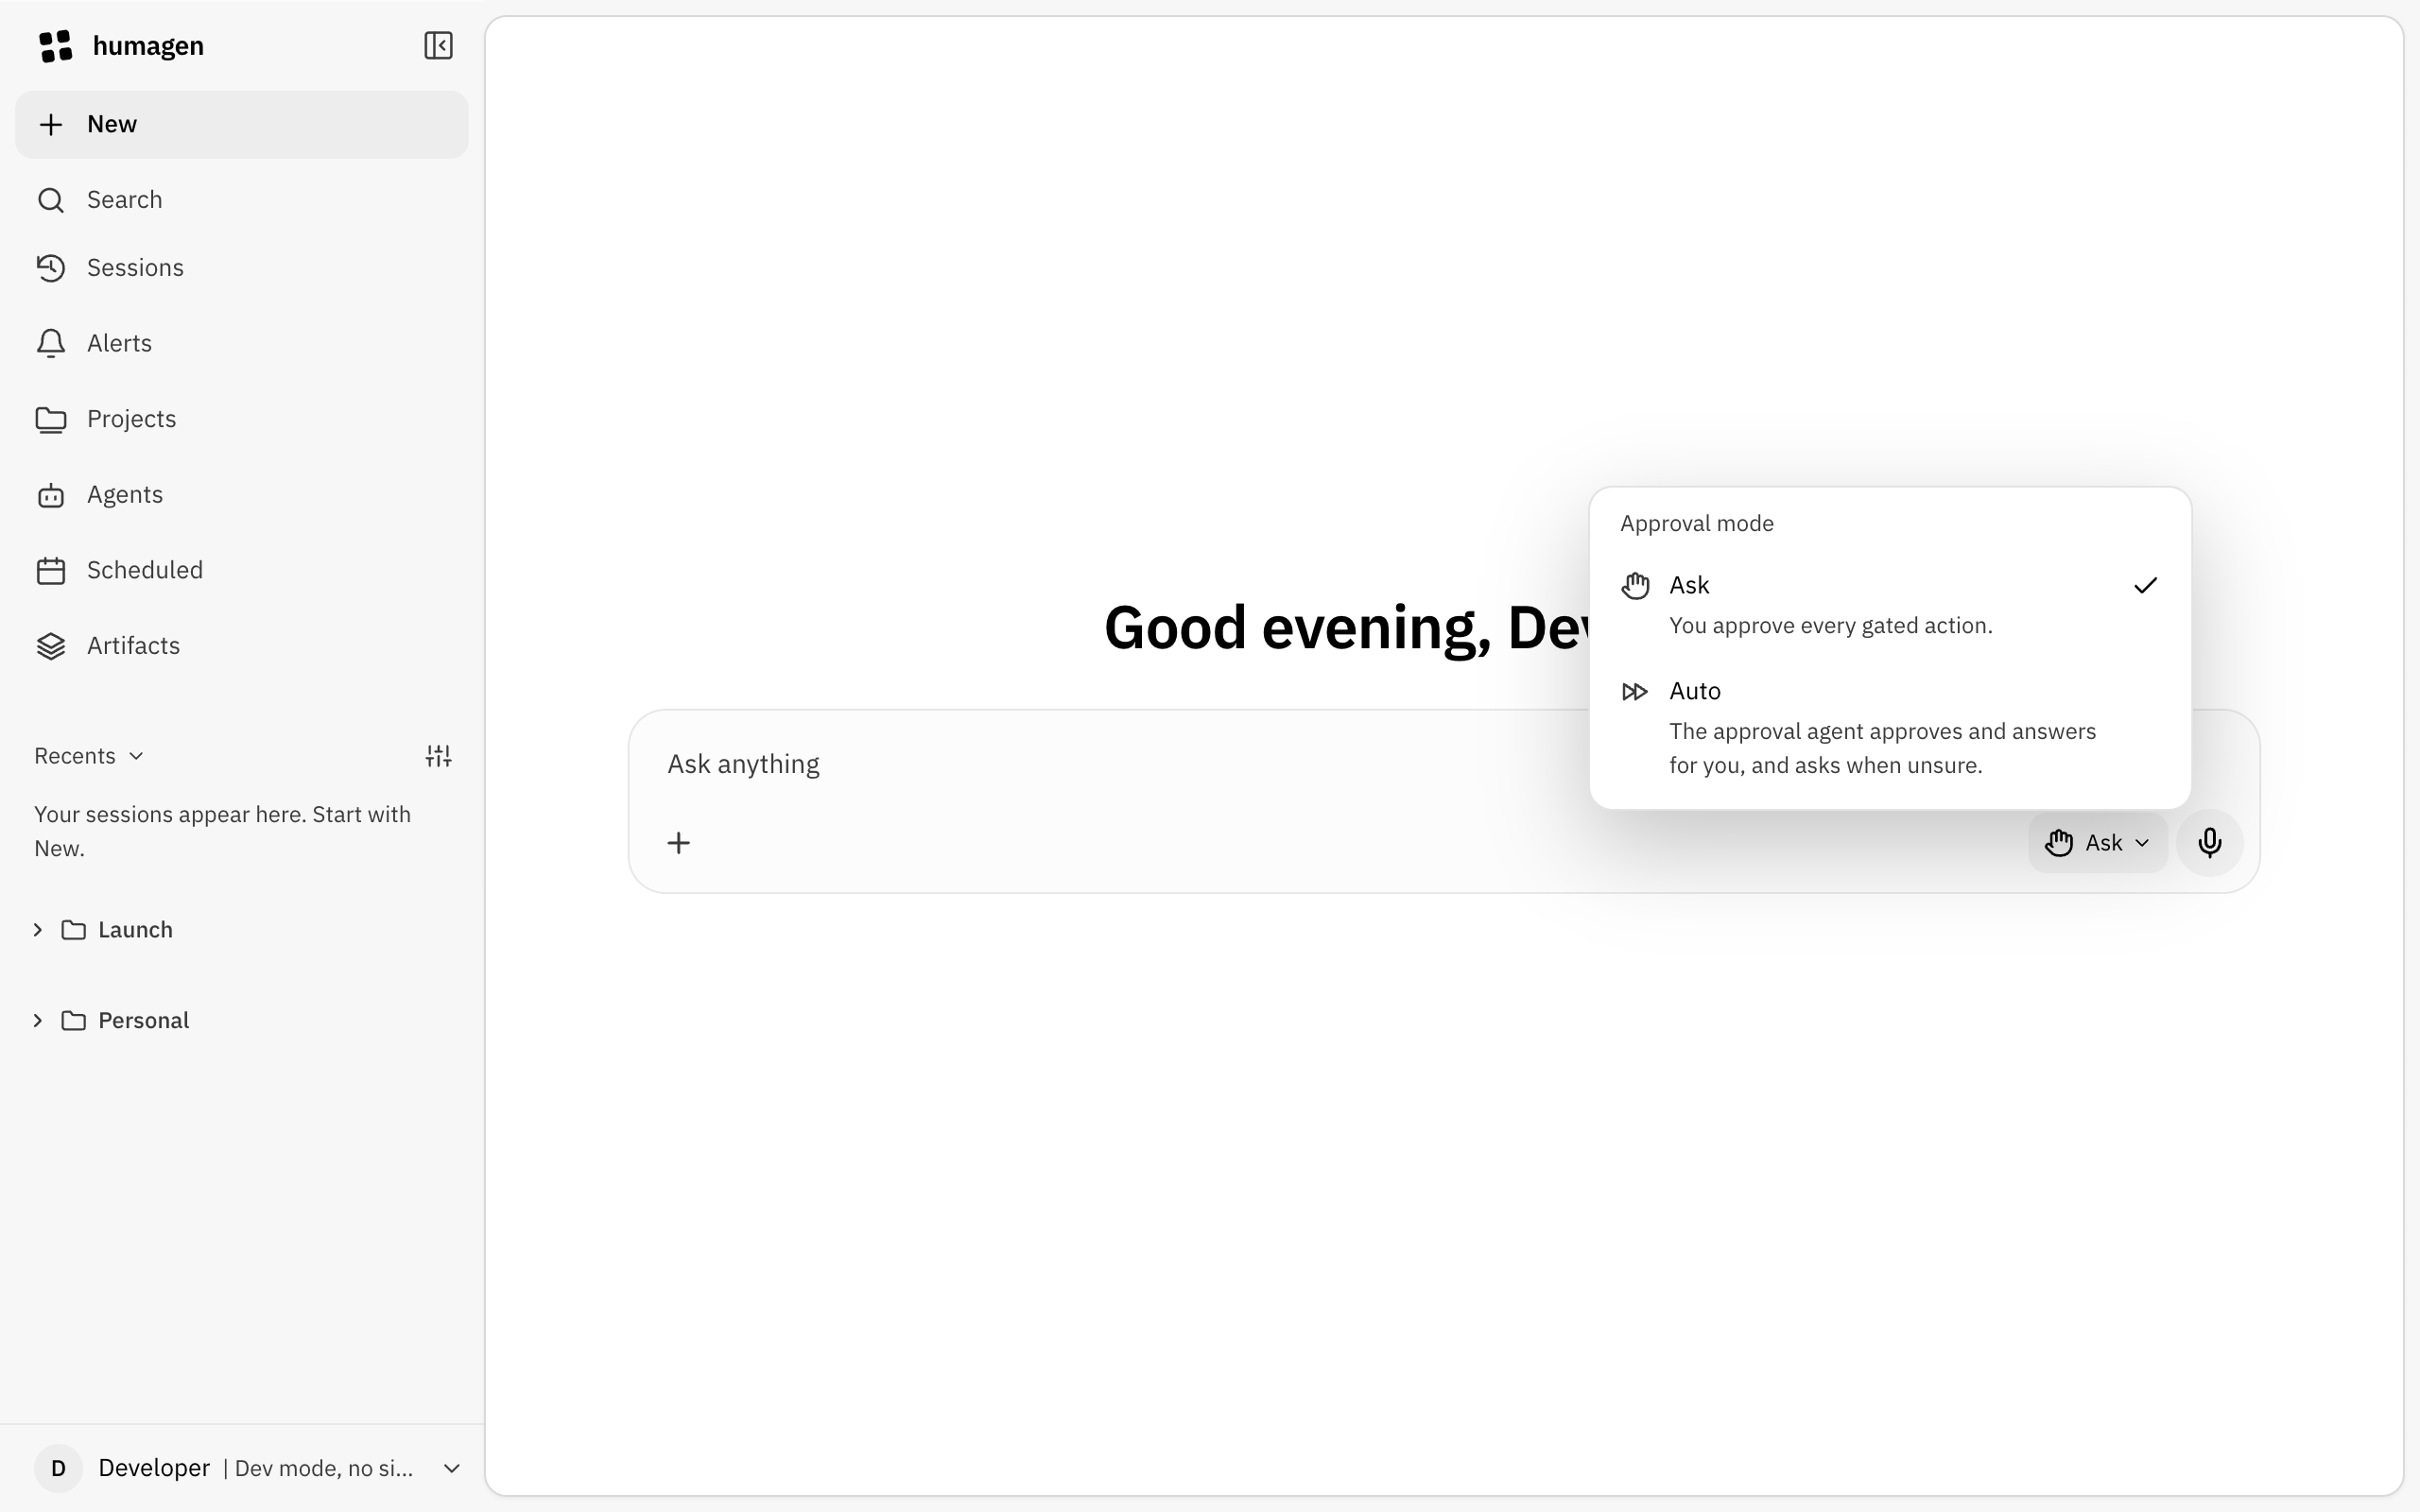 humagen
New
Search
Sessions
Alerts
Projects
Agents
Scheduled
Artifacts
Recents
Your sessions appear here. Start with
New.
Launch
Personal
D
Developer | Dev mode, no si...
Good evening,
Approval mode
Ask
You approve every gated action.
Auto
The approval agent approves and answers
for you, and asks when unsure.
Ask anything
Ask